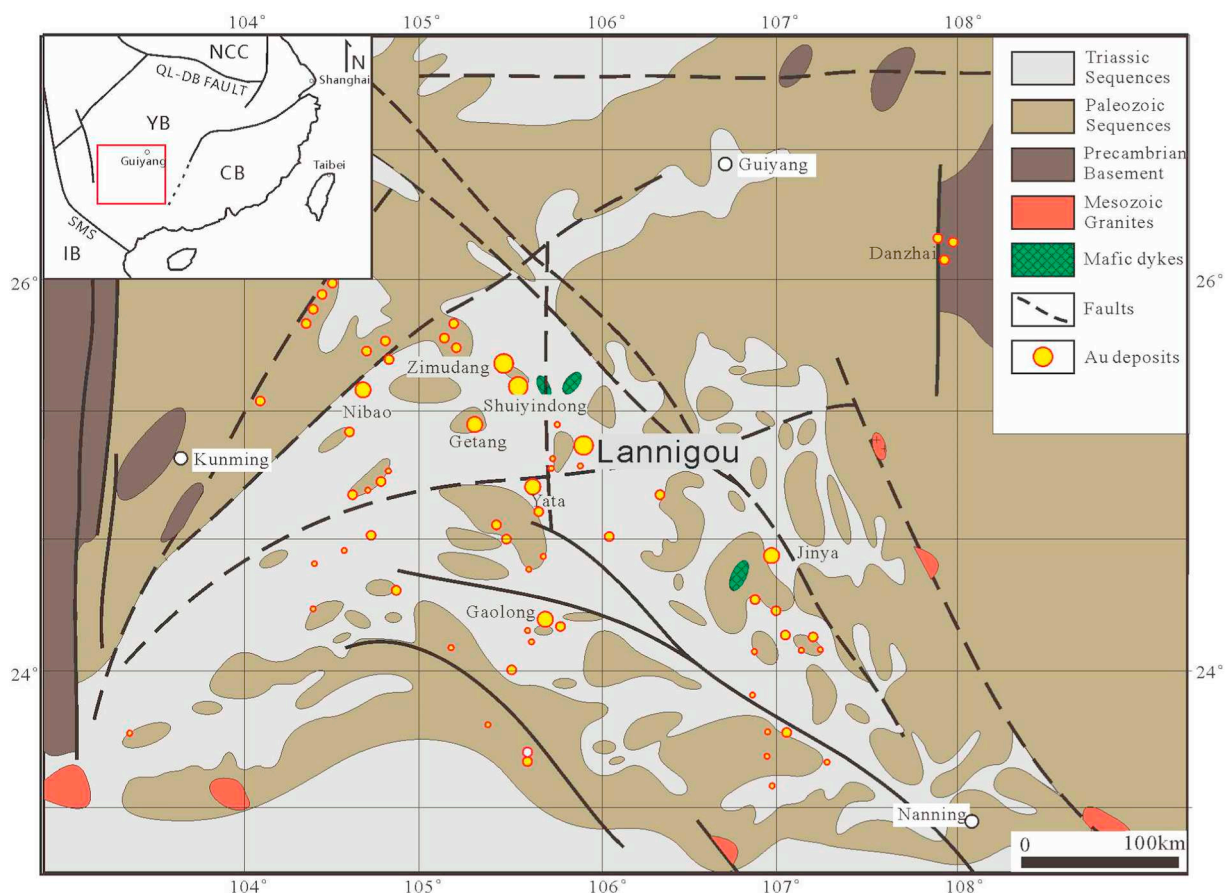 104°
105°
106°
107°
108°
NCC
N
QL-DB FAULT
Shanghai
YB
Guiyang
CB
Taibei
SMS
IB
Triassic
Sequences
Paleozoic
Sequences
Precambrian
Basement
Mesozoic
Granites
Mafic dykes
Faults
Au deposits
Guiyang
Danzhai
26°
26°
Zimudang
Nibao
Shuiyindong
Getang
Lannigou
Kunming
Yata
Jinya
Gaolong
24°
24°
Nanning
0
100km
104°
105°
106°
107°
108°